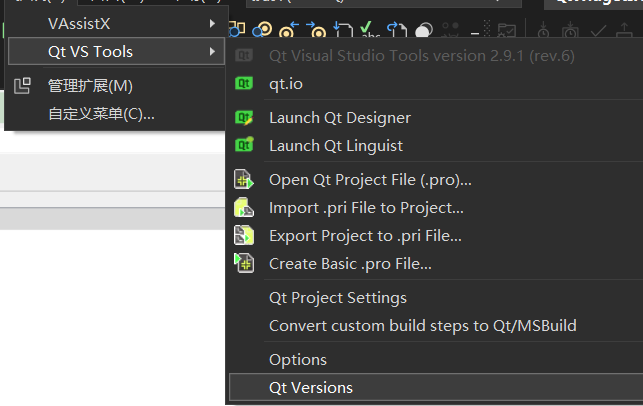 VAssistX
Qt VS Tools
管理扩展(M)
自定义菜单(C)...
Qt Visual Studio Tools version 2.9.1 (rev.6)
qt.io
Launch Qt Designer
Launch Qt Linguist
Open Qt Project File (.pro)...
Import .pri File to Project...
Export Project to .pri File...
Create Basic .pro File...
Qt Project Settings
Convert custom build steps to Qt/MSBuild
Options
Qt Versions